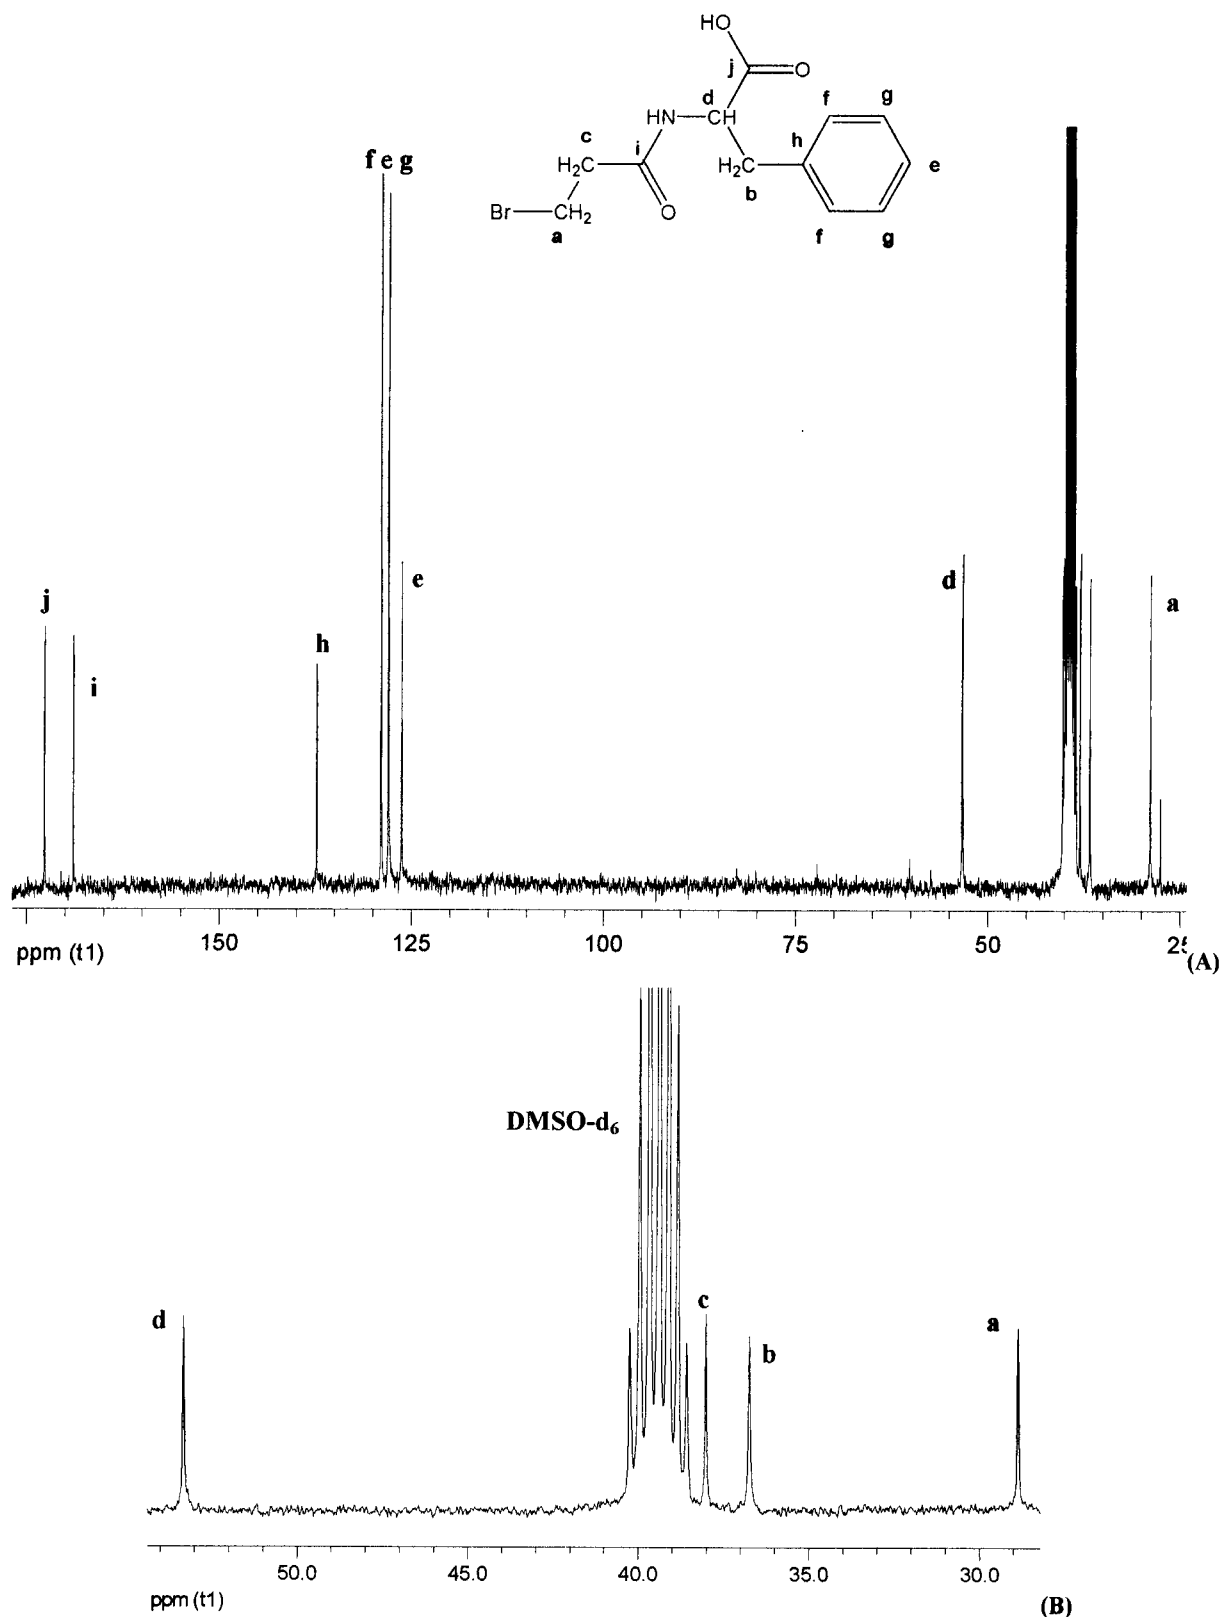 HO
j
O
d
f
g
HN
CH
c
h
i
H₂C
H₂C
e
b
O
Br
CH₂
a
f
g
f e g
e
d
j
a
h
i
150
125
100
75
50
25
ppm (t1)
(A)
DMSO-d₆
d
c
b
a
50.0
45.0
40.0
35.0
30.0
ppm (t1)
(B)